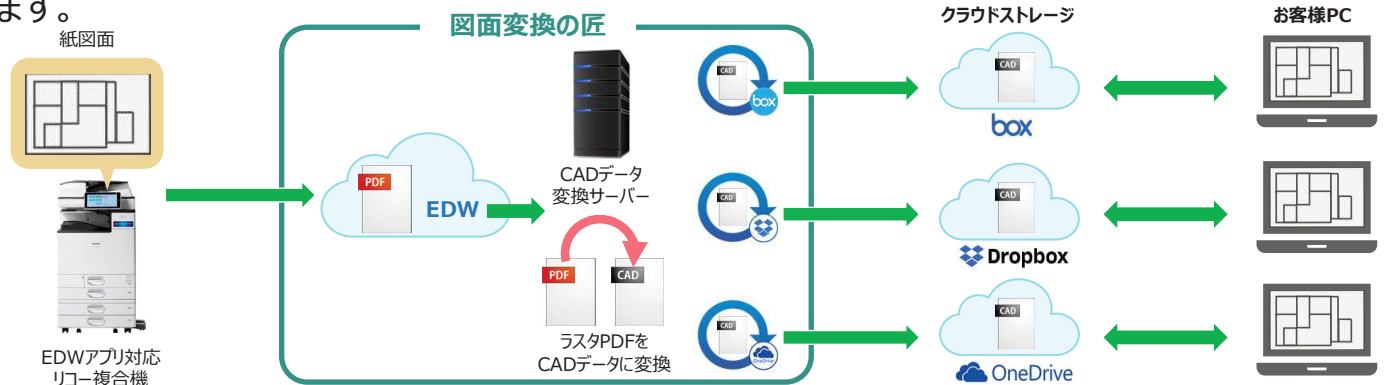 ます。
紙図面
EDWアプリ対応
リコー複合機
図面変換の匠
PDF
EDW
CADデータ
変換サーバー
PDF
CAD
ラスタPDFを
CADデータに変換
CAD
box
CAD
CAD
OneDrive
クラウドストレージ
CAD
box
CAD
Dropbox
CAD
OneDrive
お客様PC